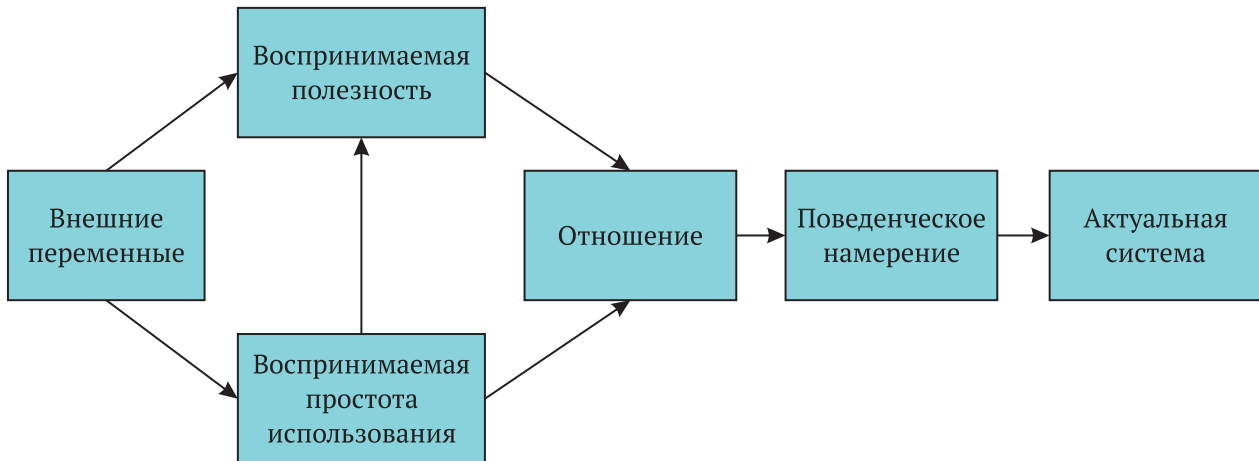 Воспринимаемая
полезность
Внешние
переменные
Отношение
Поведенческое
намерение
Актуальная
система
Воспринимаемая
простота
использования